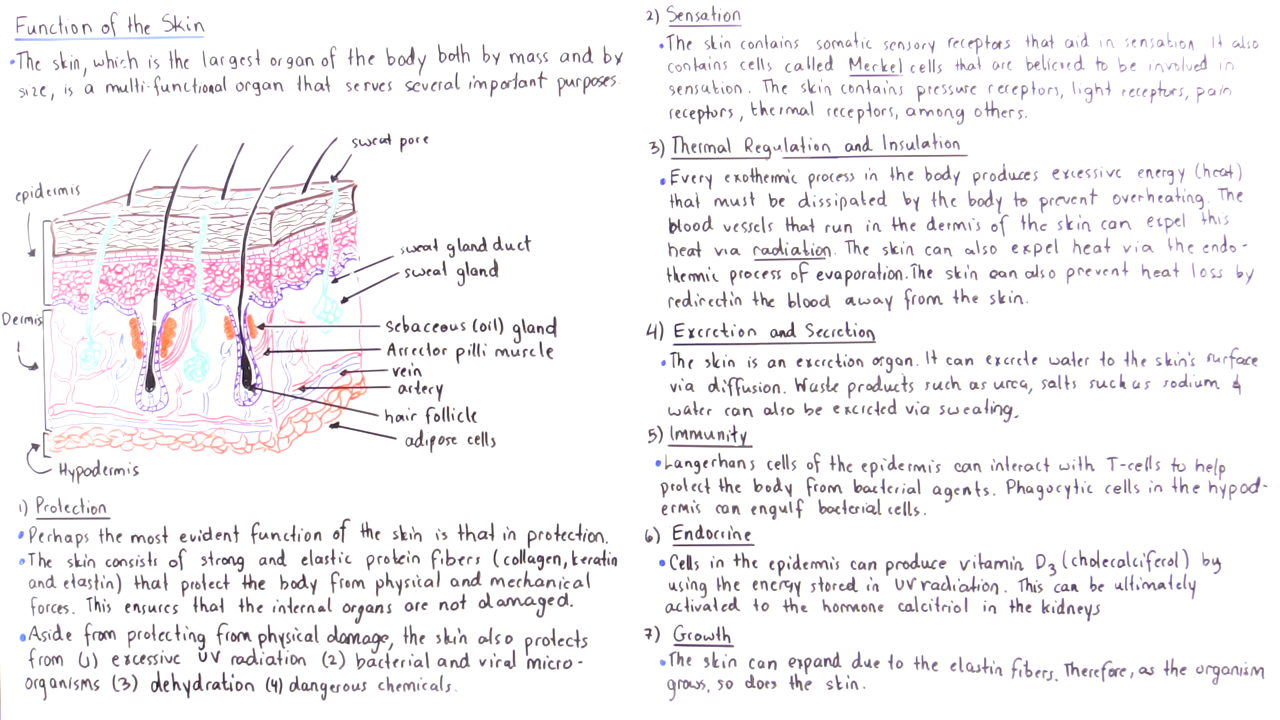 Function of the Skin
•The skin, which is the largest organ of the body both by mass and by
size, is a multi-functional organ that serves several important purposes.
sweat pore
epidermis
sweat gland duct
sweat gland
Dermis
sebaceous (oil) gland
Arrector pilli muscle
vein
artery
hair follicle
adipose cells
Hypodermis
1) Protection
•Perhaps the most evident function of the skin is that in protection.
•The skin consists of strong and elastic protein fibers (collagen, keratin
and elastin) that protect the body from physical and mechanical
forces. This ensures that the internal organs are not damaged.
•Aside from protecting from physical damage, the skin also protects
from (1) excessive UV radiation (2) bacterial and viral micro-
organisms (3) dehydration (4) dangerous chemicals.
2) Sensation
•The skin contains somatic sensory receptors that aid in sensation. It also
contains cells called Merkel cells that are believed to be involved in
sensation. The skin contains pressure receptors, light receptors, pain
receptors, thermal receptors, among others.
3) Thermal Regulation and Insulation
•Every exothermic process in the body produces excessive energy (heat)
that must be dissipated by the body to prevent overheating. The
blood vessels that run in the dermis of the skin can expel this
heat via radiation. The skin can also expel heat via the endo-
thermic process of evaporation. The skin can also prevent heat loss by
redirectin the blood away from the skin.
4) Excretion and Secretion
•The skin is an excretion organ. It can excrete water to the skin's surface
via diffusion. Waste products such as urea, salts such as sodium &
water can also be excreted via sweating.
5) Immunity
•Langerhans cells of the epidermis can interact with T-cells to help
protect the body from bacterial agents. Phagocytic cells in the hypod-
ermis can engulf bacterial cells.
6) Endocrine
•Cells in the epidermis can produce vitamin D₃ (cholecalciferol) by
using the energy stored in UV radiation. This can be ultimately
activated to the hormone calcitriol in the kidneys
7) Growth
•The skin can expand due to the elastin fibers. Therefore, as the organism
grows, so does the skin.